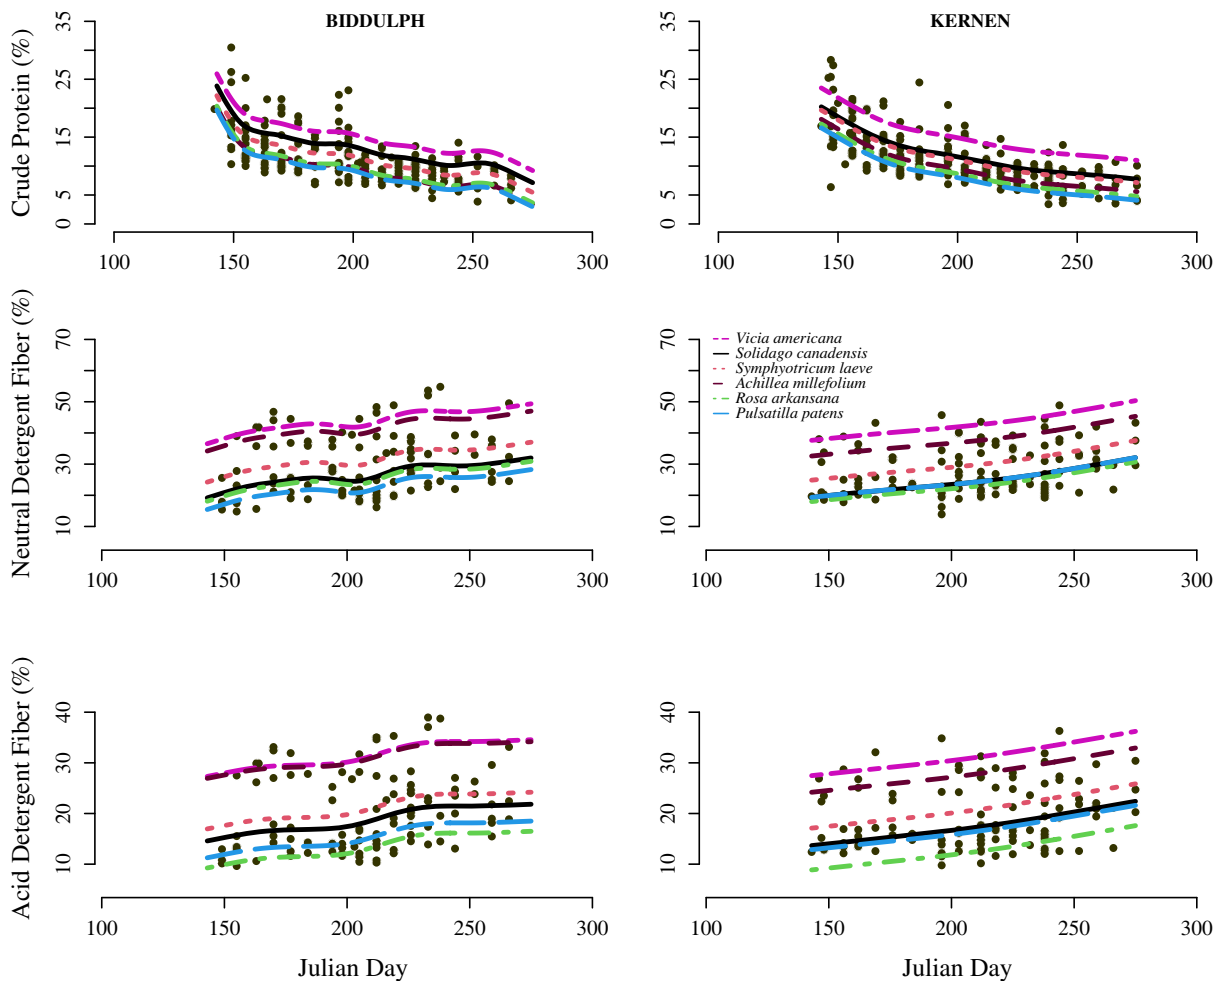 BIDDULPH
KERNEN
Crude Protein (%)
35
25
15
5
0
100 150 200 250 300
35
25
15
5
0
100 150 200 250 300
Neutral Detergent Fiber (%)
70
50
30
10
100 150 200 250 300
70
50
30
10
Vicia americana
Solidago canadensis
Symphyotricum laeve
Achillea millefolium
Rosa arkansana
Pulsatilla patens
100 150 200 250 300
Acid Detergent Fiber (%)
40
30
20
10
100 150 200 250 300
Julian Day
40
30
20
10
100 150 200 250 300
Julian Day